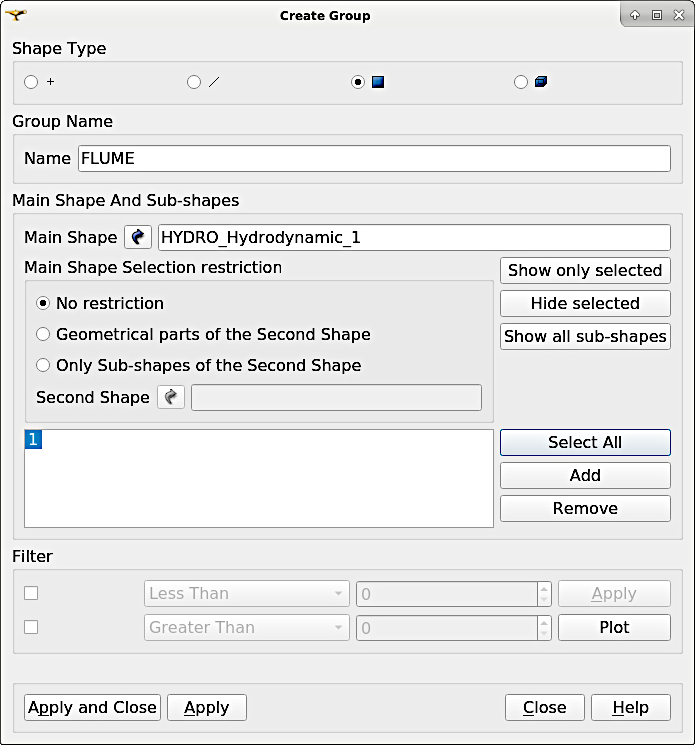 Create Group
Shape Type
Group Name
Name FLUME
Main Shape And Sub-shapes
Main Shape HYDRO_Hydrodynamic_1
Main Shape Selection restriction
Show only selected
No restriction
Hide selected
Geometrical parts of the Second Shape
Show all sub-shapes
Only Sub-shapes of the Second Shape
Second Shape
1
Select All
Add
Remove
Filter
Less Than 0 Apply
Greater Than 0 Plot
Apply and Close Apply Close Help